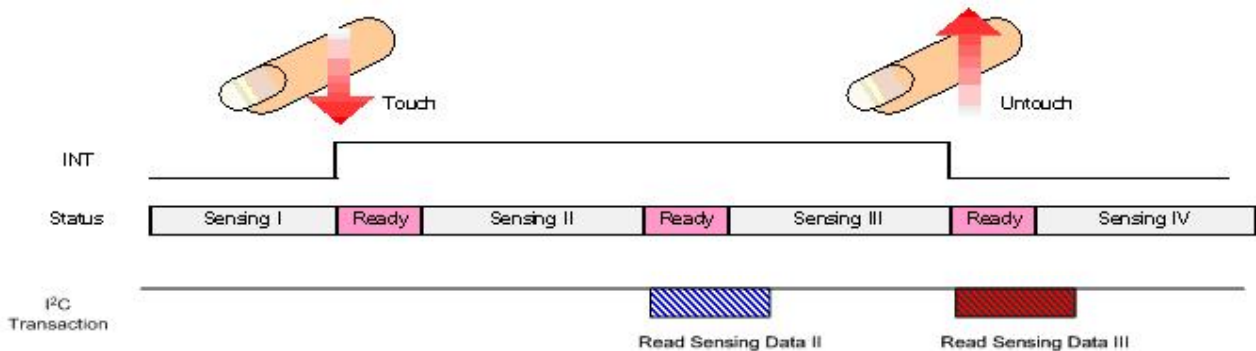 Touch
Untouch
INT
Status
Sensing I
Ready
Sensing II
Ready
Sensing III
Ready
Sensing IV
I²C
Transaction
Read Sensing Data II
Read Sensing Data III